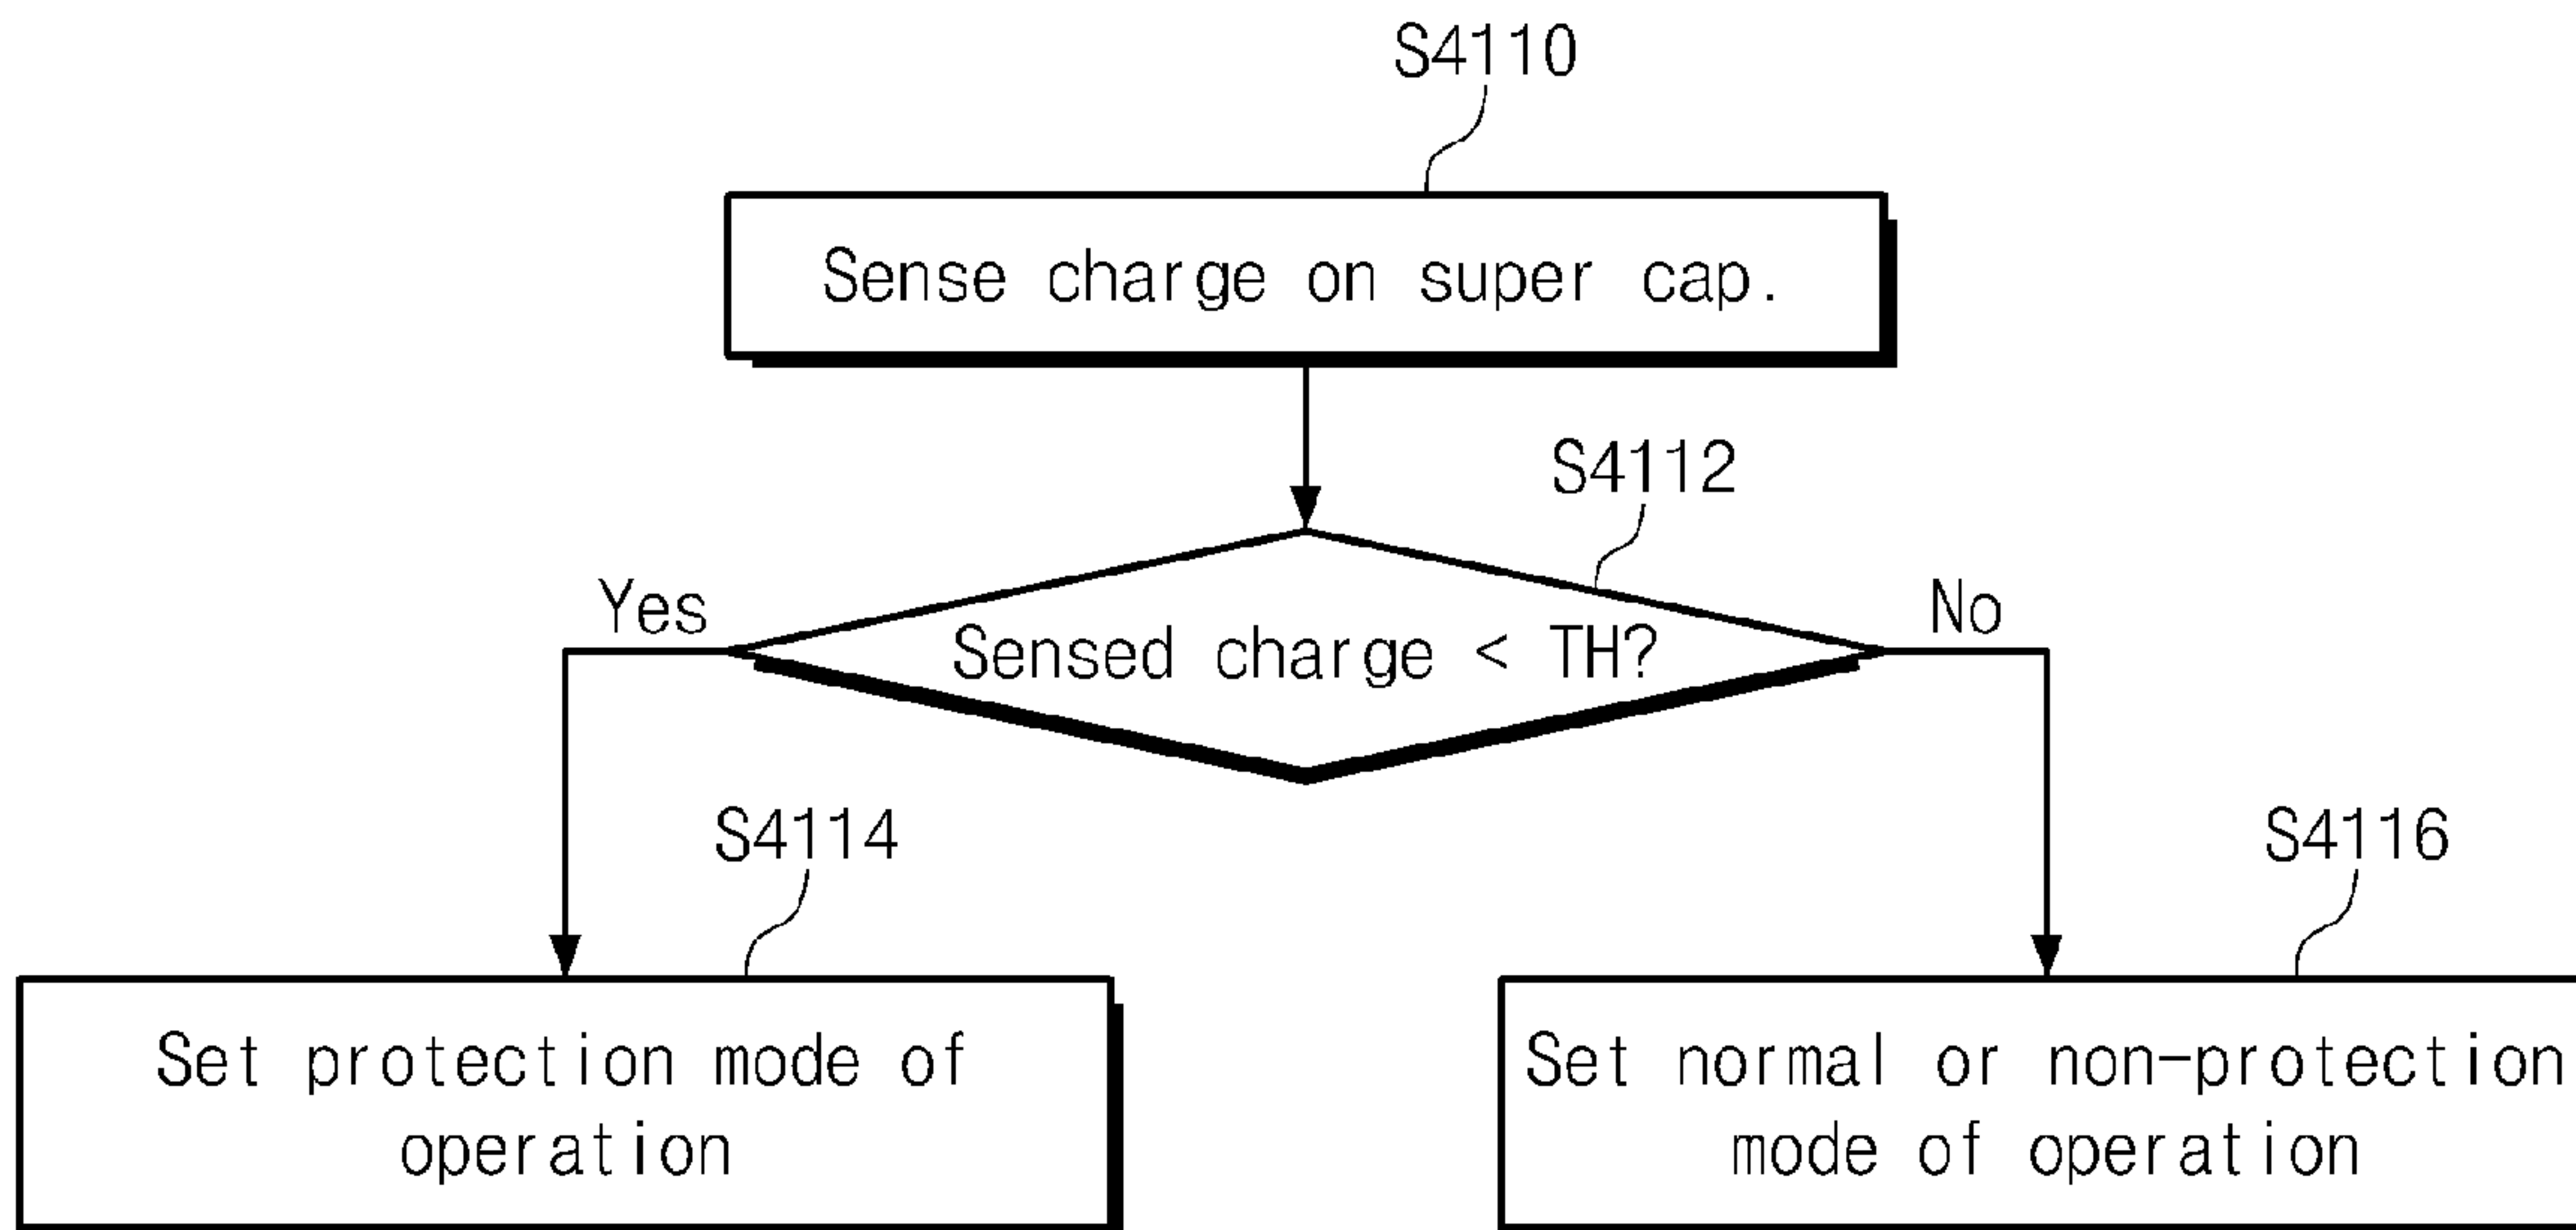 S4110
Sense charge on super cap.
S4112
Yes
No
Sensed charge < TH?
S4114
S4116
Set protection mode of
operation
Set normal or non-protection
mode of operation